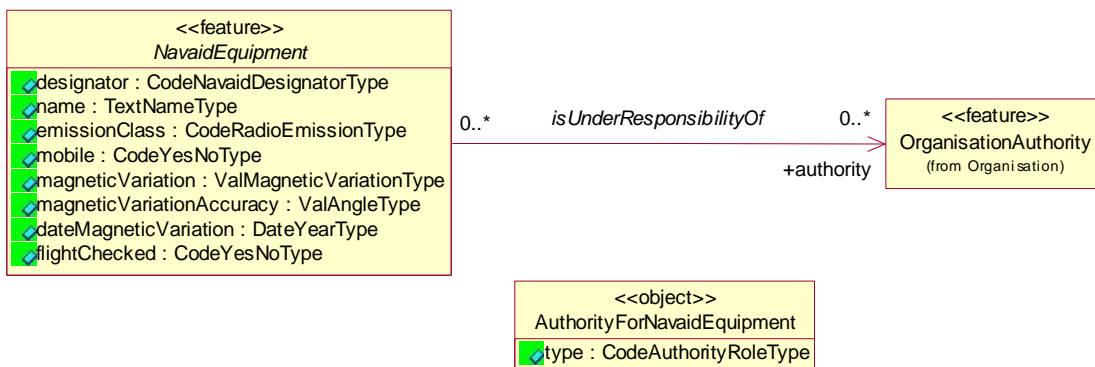 <<feature>>
NavaidEquipment
designator : CodeNavaidDesignatorType
name : TextNameType
emissionClass : CodeRadioEmissionType
mobile : CodeYesNoType
magneticVariation : ValMagneticVariationType
magneticVariationAccuracy : ValAngleType
dateMagneticVariation : DateYearType
flightChecked : CodeYesNoType
0..*
isUnderResponsibilityOf
0..*
+authority
<<feature>>
OrganisationAuthority
(from Organisation)
<<object>>
AuthorityForNavaidEquipment
type : CodeAuthorityRoleType